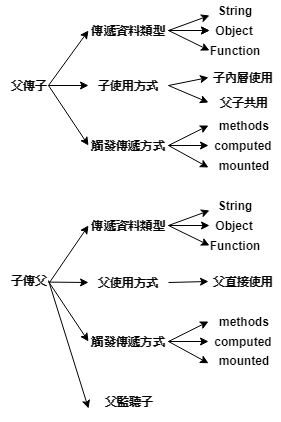 父傳子
傳遞資料類型
String
Object
Function
子使用方式
子內層使用
父子共用
觸發傳遞方式
methods
computed
mounted
子傳父
傳遞資料類型
String
Object
Function
父使用方式
父直接使用
觸發傳遞方式
methods
computed
mounted
父監聽子